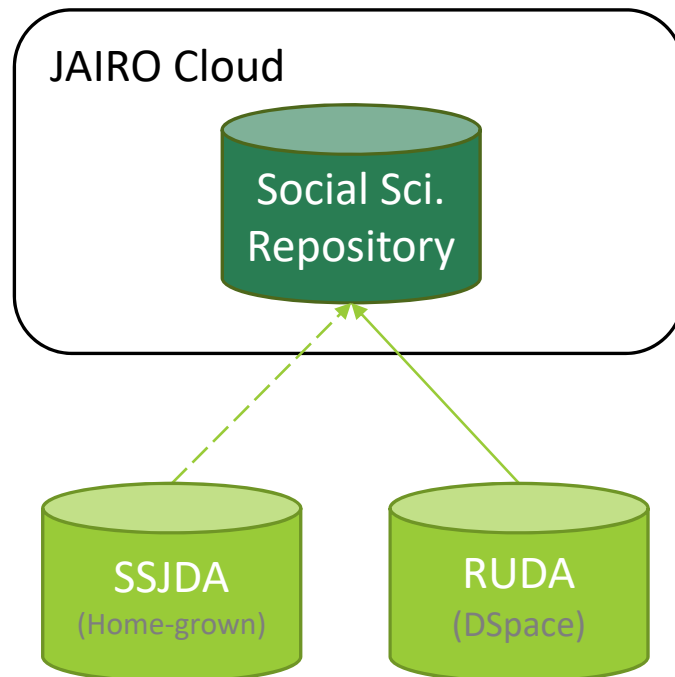 JAIRO Cloud
Social Sci.
Repository
SSJDA
(Home-grown)
RUDA
(DSpace)